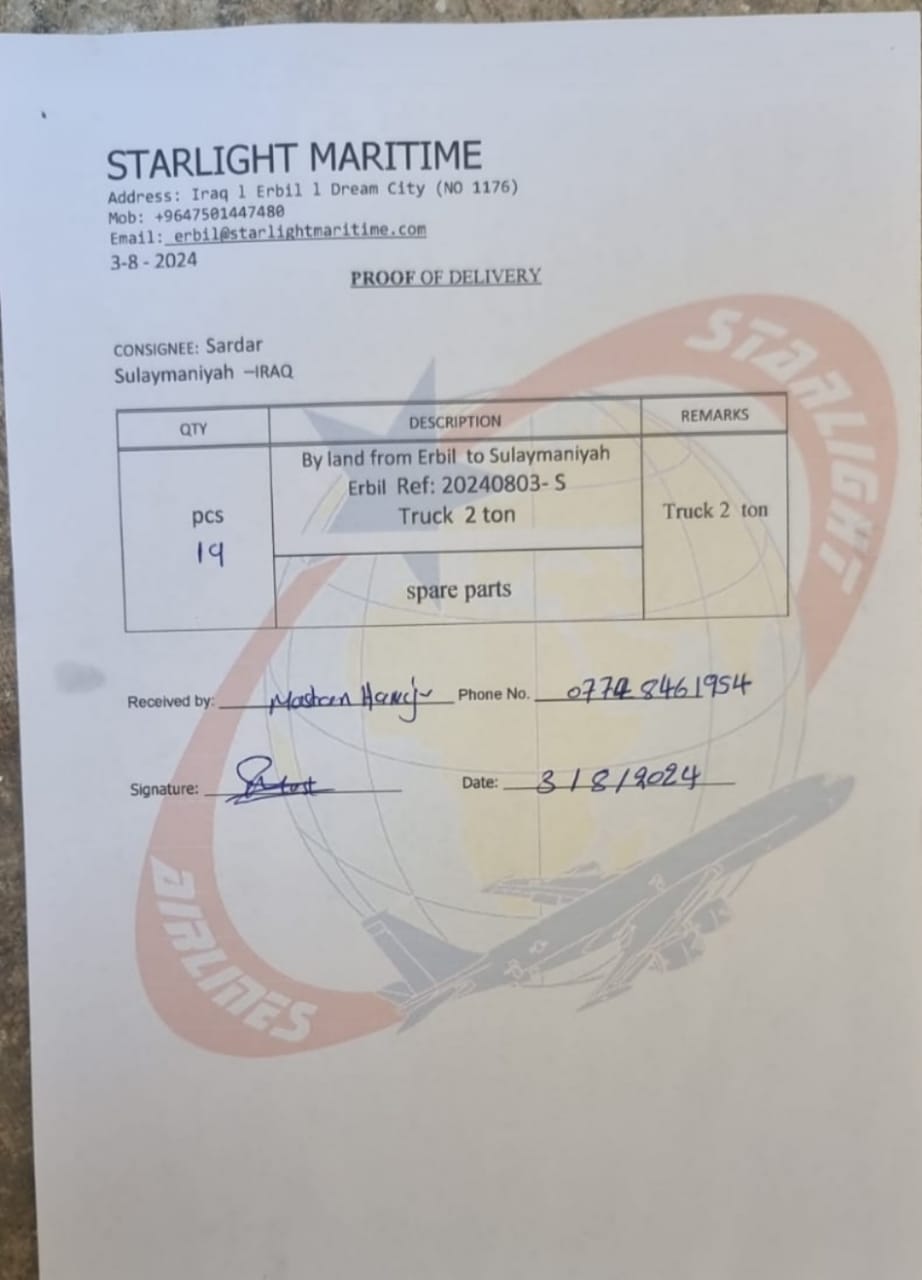 STARLIGHT MARITIME
Address: Iraq l Erbil l Dream City (NO 1176)
Mob: +9647501447480
Email: erbil@starlightmaritime.com
3-8 - 2024
PROOF OF DELIVERY
CONSIGNEE: Sardar
Sulaymaniyah –IRAQ
QTY DESCRIPTION REMARKS
By land from Erbil to Sulaymaniyah
Erbil Ref: 20240803- S
Truck 2 ton
pcs
19
Truck 2 ton
spare parts
Received by: Phone No. 0774 8461954
Signature: Date: 3/8/2024
STARLIGHT
AIRLINES